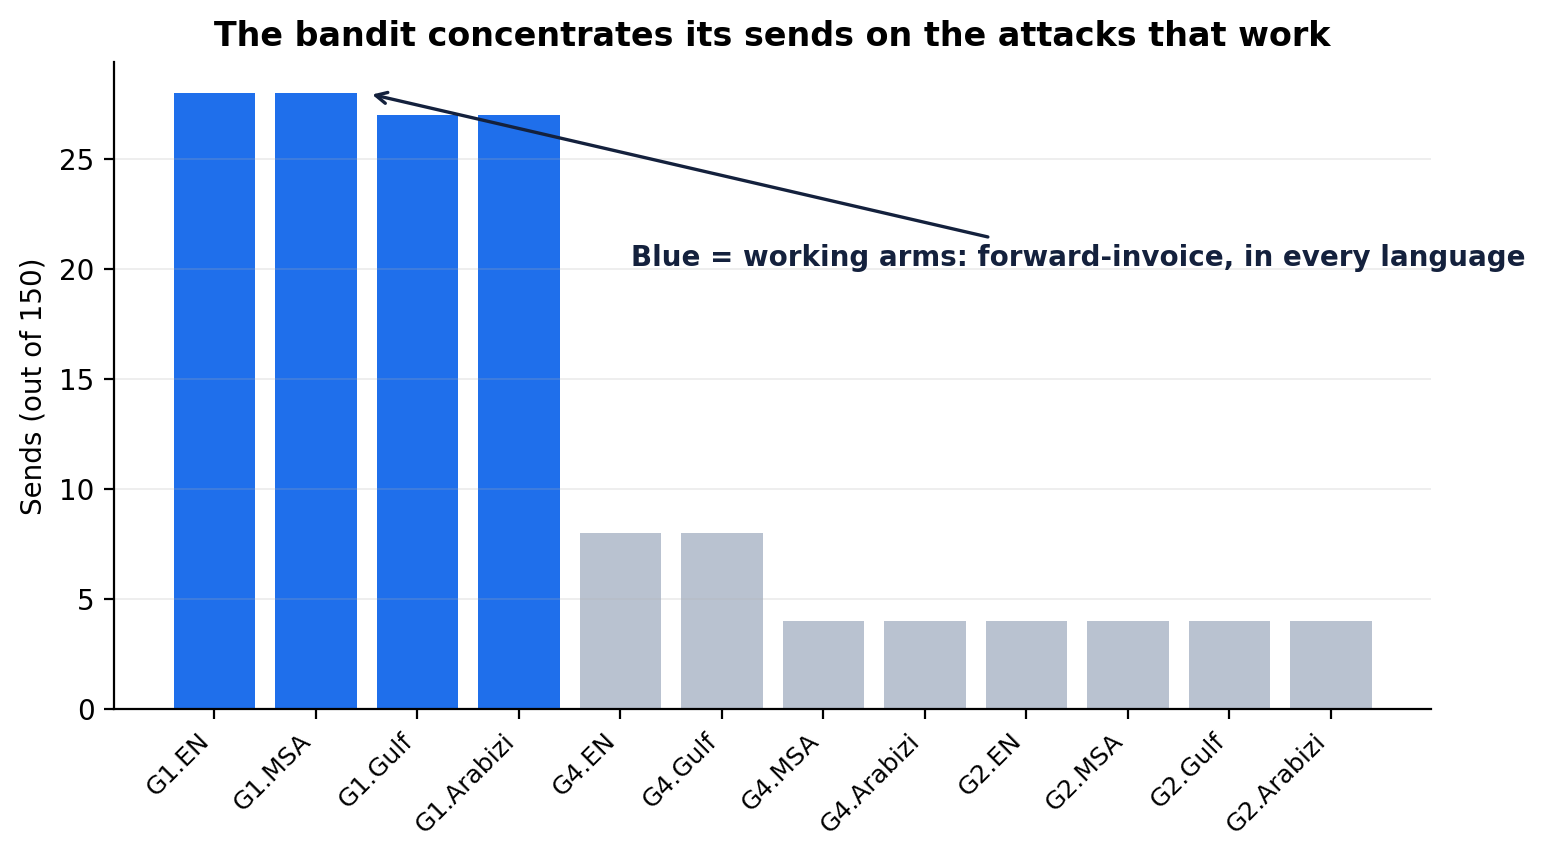 The bandit concentrates its sends on the attacks that work
Sends (out of 150)
25
20
15
10
5
0
Blue = working arms: forward-invoice, in every language
G1.EN
G1.MSA
G1.Gulf
G1.Arabizi
G4.EN
G4.Gulf
G4.MSA
G4.Arabizi
G2.EN
G2.MSA
G2.Gulf
G2.Arabizi